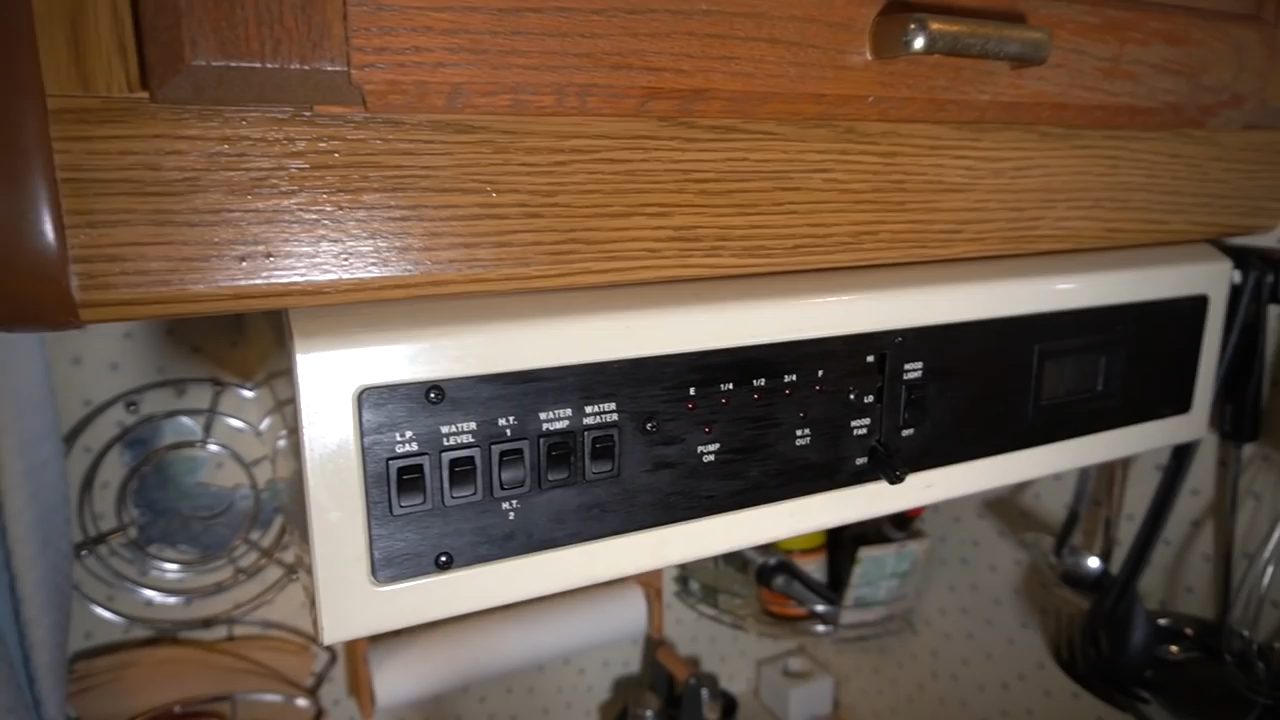 L.P.
GAS
WATER
LEVEL
H.T.
1
H.T.
2
WATER
PUMP
WATER
HEATER
E
1/4
1/2
3/4
F
PUMP
ON
W.H.
OUT
HI
LO
HOOD
FAN
OFF
HOOD
LIGHT
OFF